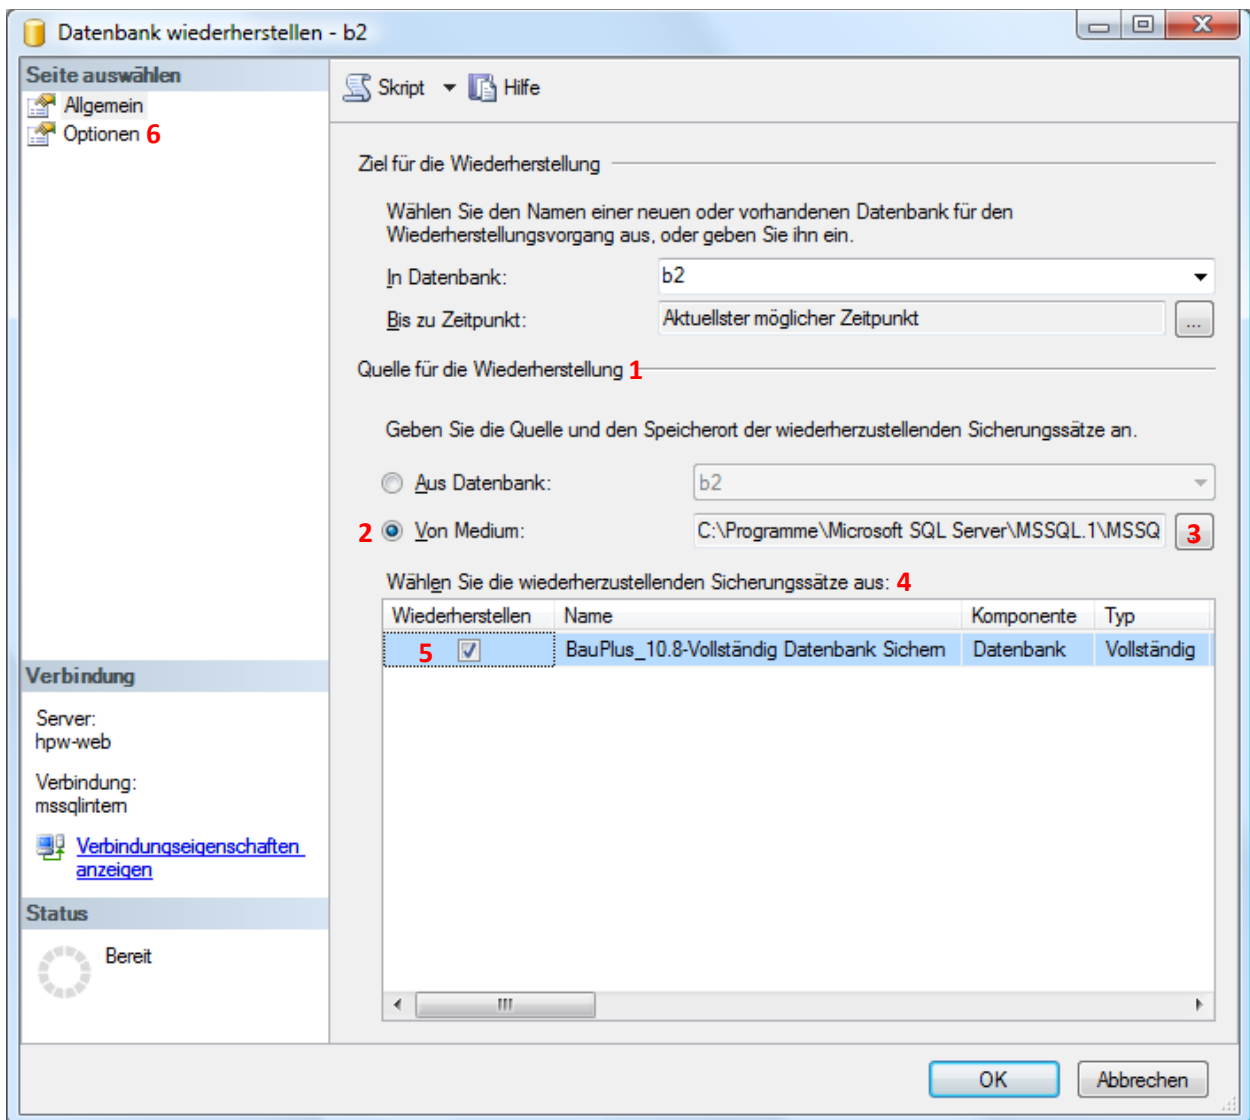 Datenbank wiederherstellen - b2
Seite auswählen
Allgemein
Optionen 6
Skript
Hilfe
Ziel für die Wiederherstellung
Wählen Sie den Namen einer neuen oder vorhandenen Datenbank für den
Wiederherstellungsvorgang aus, oder geben Sie ihn ein.
In Datenbank:
b2
Bis zu Zeitpunkt:
Aktuellster möglicher Zeitpunkt
...
Quelle für die Wiederherstellung 1
Geben Sie die Quelle und den Speicherort der wiederherzustellenden Sicherungssätze an.
Aus Datenbank:
b2
2 Von Medium:
C:\Programme\Microsoft SQL Server\MSSQL.1\MSSQ
3
Wählen Sie die wiederherzustellenden Sicherungssätze aus: 4
Wiederherstellen Name Komponente Typ
5 BauPlus_10.8-Vollständig Datenbank Sichern Datenbank Vollständig
Verbindung
Server:
hpw-web
Verbindung:
mssqlintern
Verbindungseigenschaften
anzeigen
Status
Bereit
OK
Abbrechen